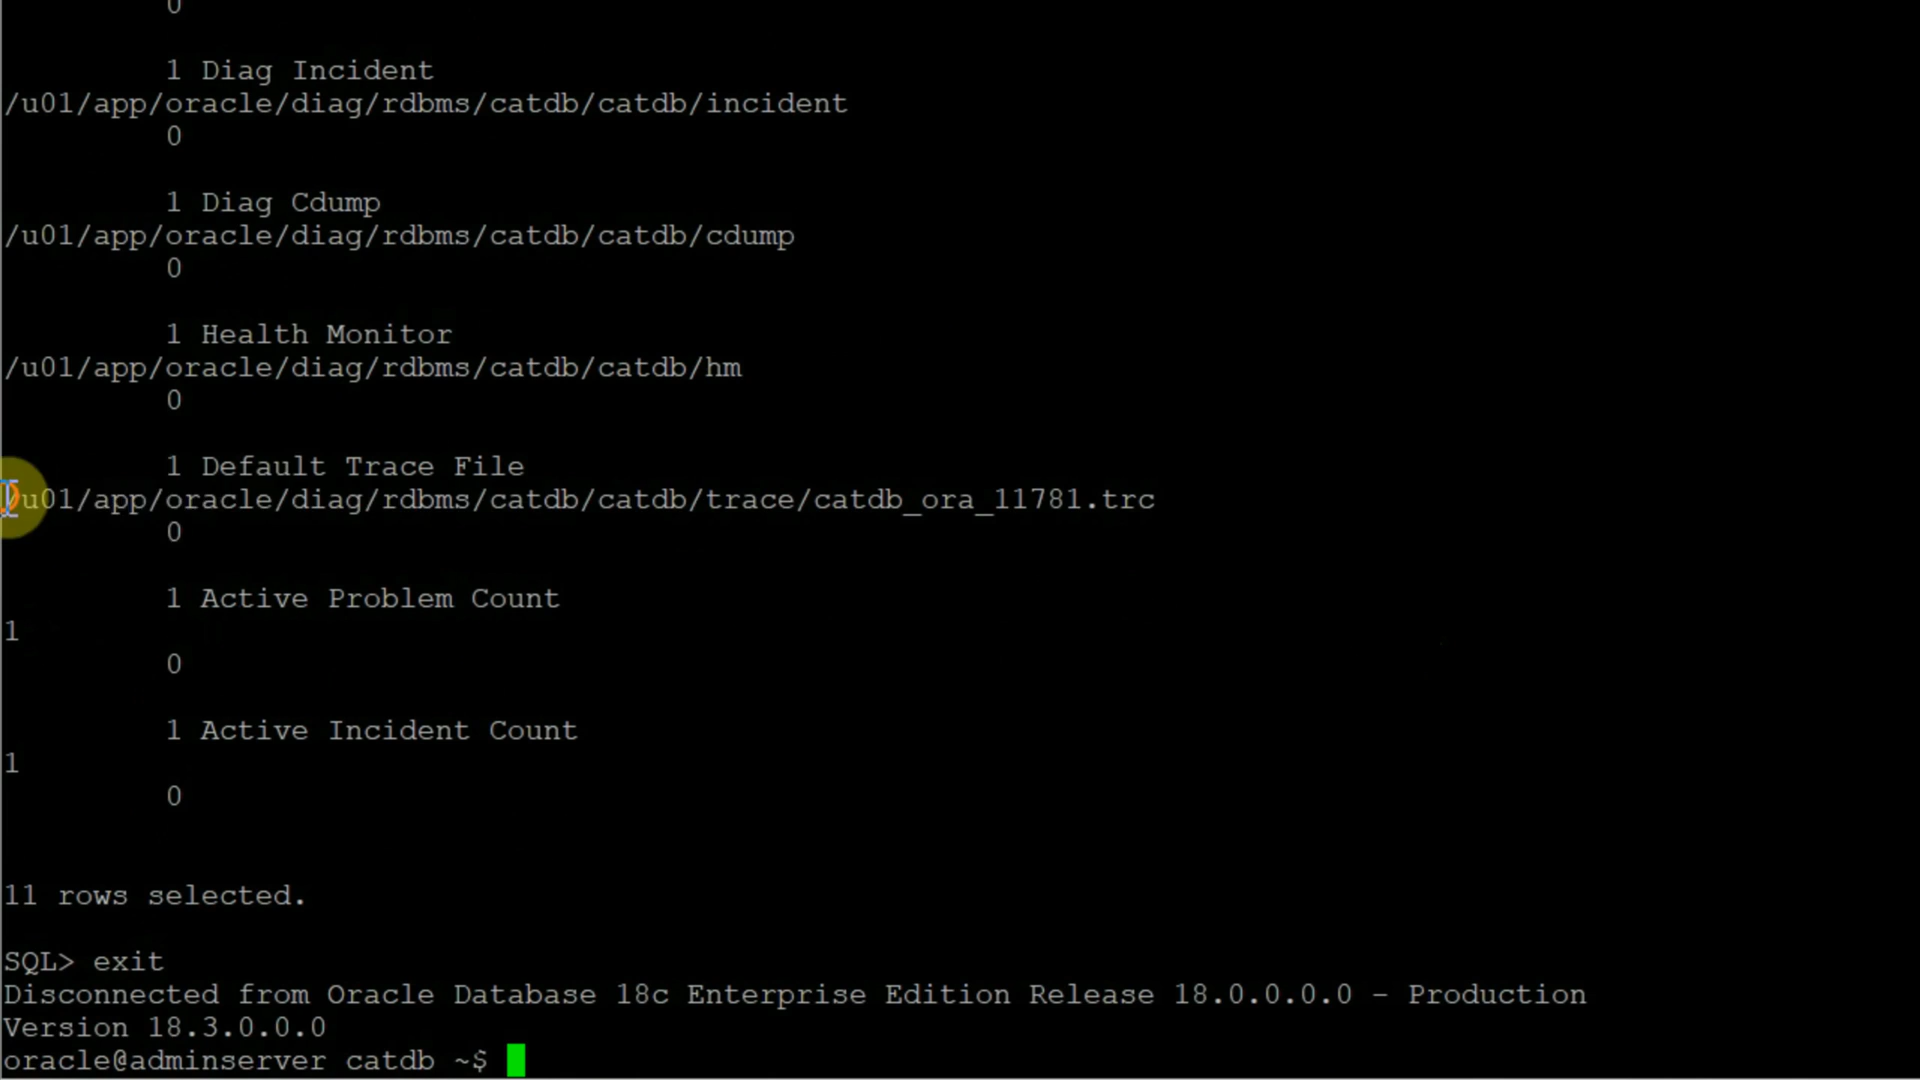 0
1 Diag Incident
/u01/app/oracle/diag/rdbms/catdb/catdb/incident
0
1 Diag Cdump
/u01/app/oracle/diag/rdbms/catdb/catdb/cdump
0
1 Health Monitor
/u01/app/oracle/diag/rdbms/catdb/catdb/hm
0
1 Default Trace File
/u01/app/oracle/diag/rdbms/catdb/catdb/trace/catdb_ora_11781.trc
0
1 Active Problem Count
1
0
1 Active Incident Count
1
0
11 rows selected.
SQL> exit
Disconnected from Oracle Database 18c Enterprise Edition Release 18.0.0.0.0 - Production
Version 18.3.0.0.0
oracle@adminserver catdb ~$